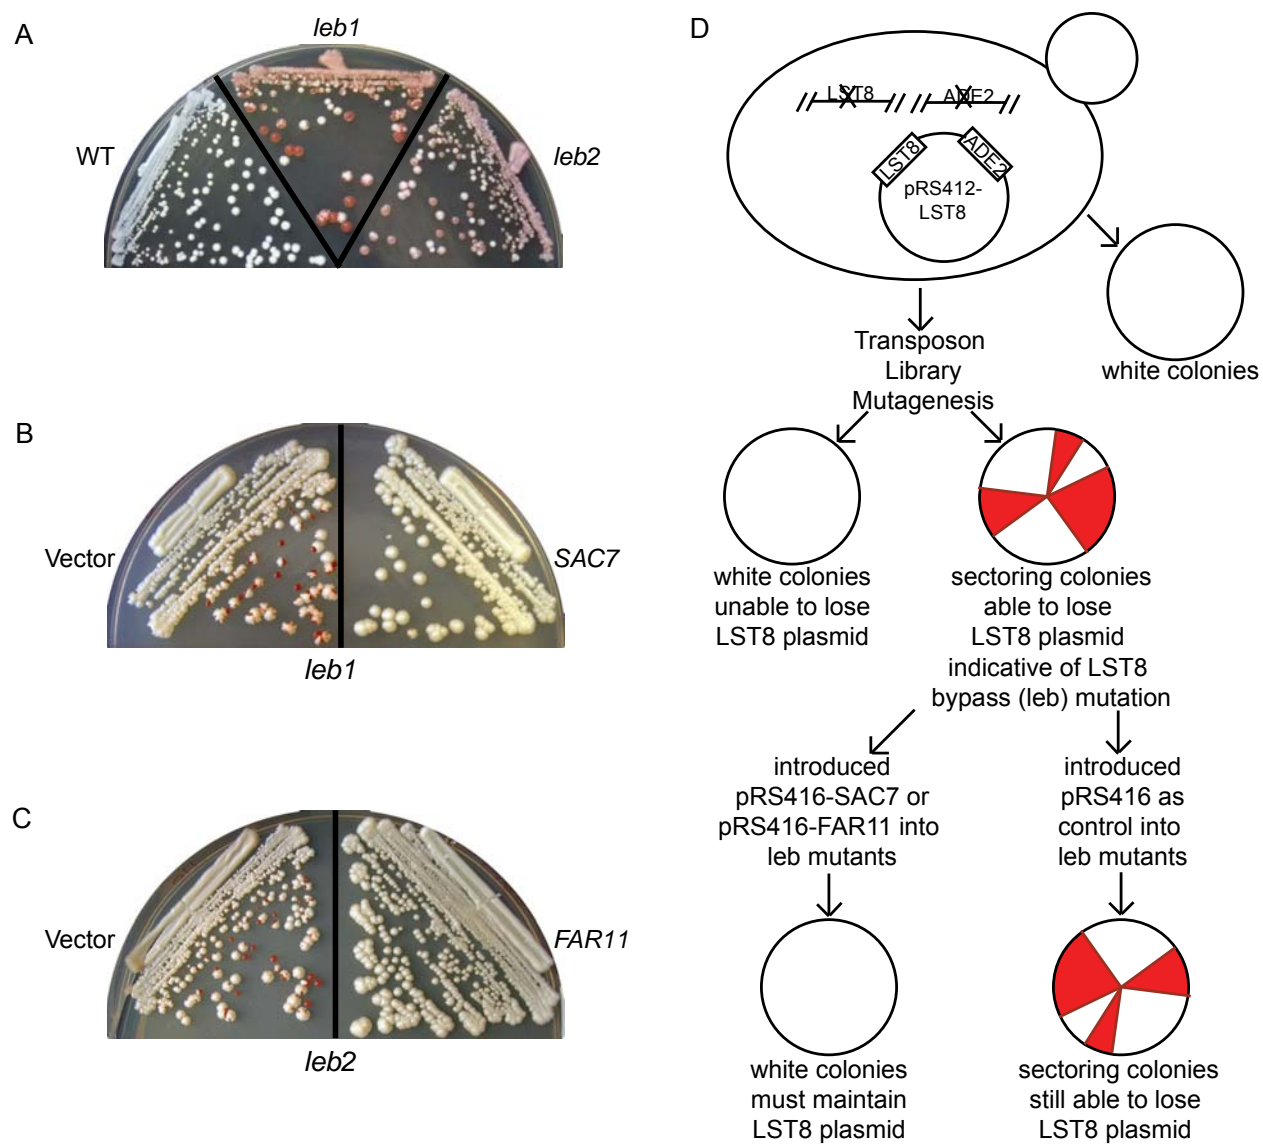 A
leb1
WT
leb2
B
Vector
SAC7
leb1
C
Vector
FAR11
leb2
D
LST8
ADE2
LST8
ADE2
pRS412-
LST8
white colonies
Transposon
Library
Mutagenesis
white colonies
unable to lose
LST8 plasmid
sectoring colonies
able to lose
LST8 plasmid
indicative of LST8
bypass (leb) mutation
introduced
pRS416-SAC7 or
pRS416-FAR11 into
leb mutants
introduced
pRS416 as
control into
leb mutants
white colonies
must maintain
LST8 plasmid
sectoring colonies
still able to lose
LST8 plasmid